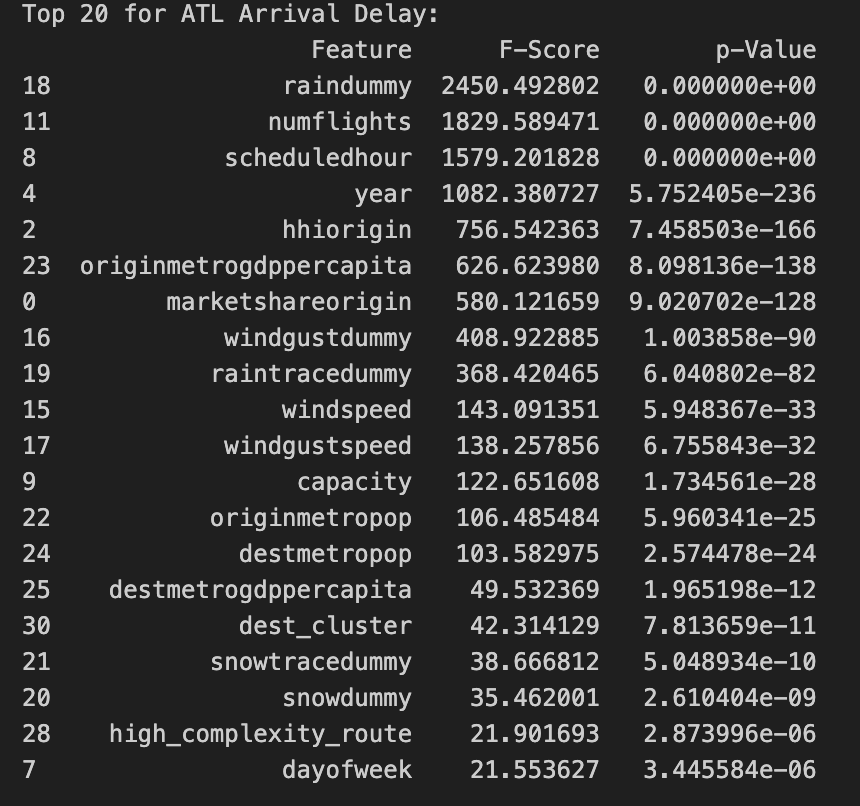 Top 20 for ATL Arrival Delay:
Feature F-Score p-Value
18 raindummy 2450.492802 0.000000e+00
11 numflights 1829.589471 0.000000e+00
8 scheduledhour 1579.201828 0.000000e+00
4 year 1082.380727 5.752405e-236
2 hhiorigin 756.542363 7.458503e-166
23 originmetrogdppercapita 626.623980 8.098136e-138
0 marketshareorigin 580.121659 9.020702e-128
16 windgustdummy 408.922885 1.003858e-90
19 raintracedummy 368.420465 6.040802e-82
15 windspeed 143.091351 5.948367e-33
17 windgustspeed 138.257856 6.755843e-32
9 capacity 122.651608 1.734561e-28
22 originmetropop 106.485484 5.960341e-25
24 destmetropop 103.582975 2.574478e-24
25 destmetrogdppercapita 49.532369 1.965198e-12
30 dest_cluster 42.314129 7.813659e-11
21 snowtracedummy 38.666812 5.048934e-10
20 snowdummy 35.462001 2.610404e-09
28 high_complexity_route 21.901693 2.873996e-06
7 dayofweek 21.553627 3.445584e-06